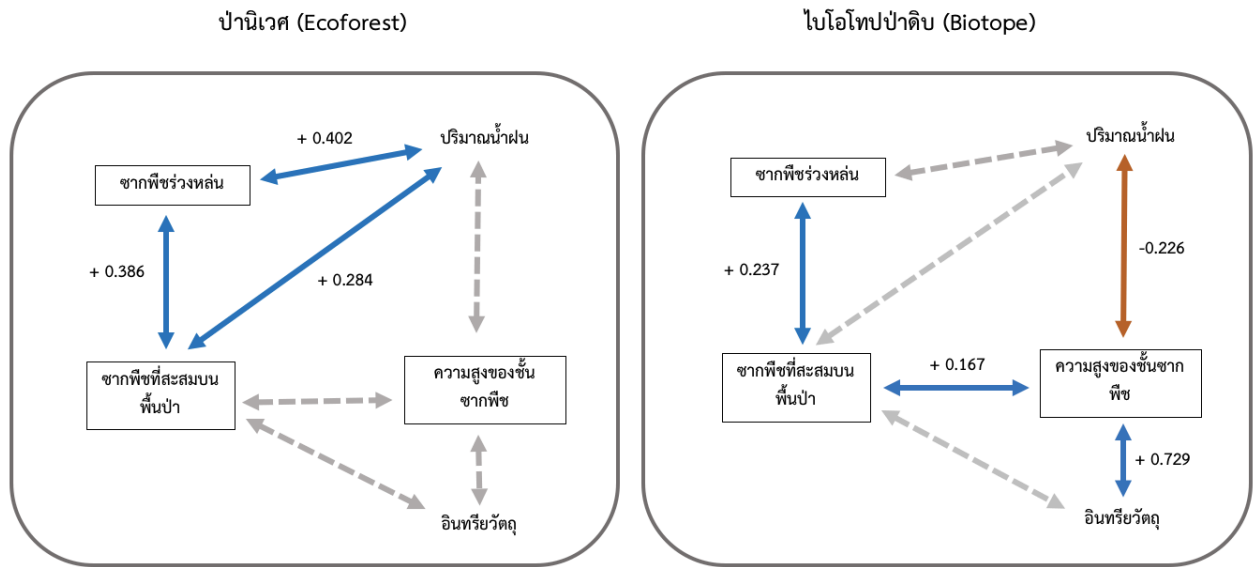 ป่านิเวศ (Ecoforest)
+ 0.402
ปริมาณน้ำฝน
ซากพืชร่วงหล่น
+ 0.386
+ 0.284
ซากพืชที่สะสมบน
พื้นป่า
ความสูงของชั้น
ซากพืช
อินทรียวัตถุ
ไบโอโทปป่าดิบ (Biotope)
ปริมาณน้ำฝน
ซากพืชร่วงหล่น
-0.226
+ 0.237
ซากพืชที่สะสมบน
พื้นป่า
+ 0.167
ความสูงของชั้นซาก
พืช
+ 0.729
อินทรียวัตถุ